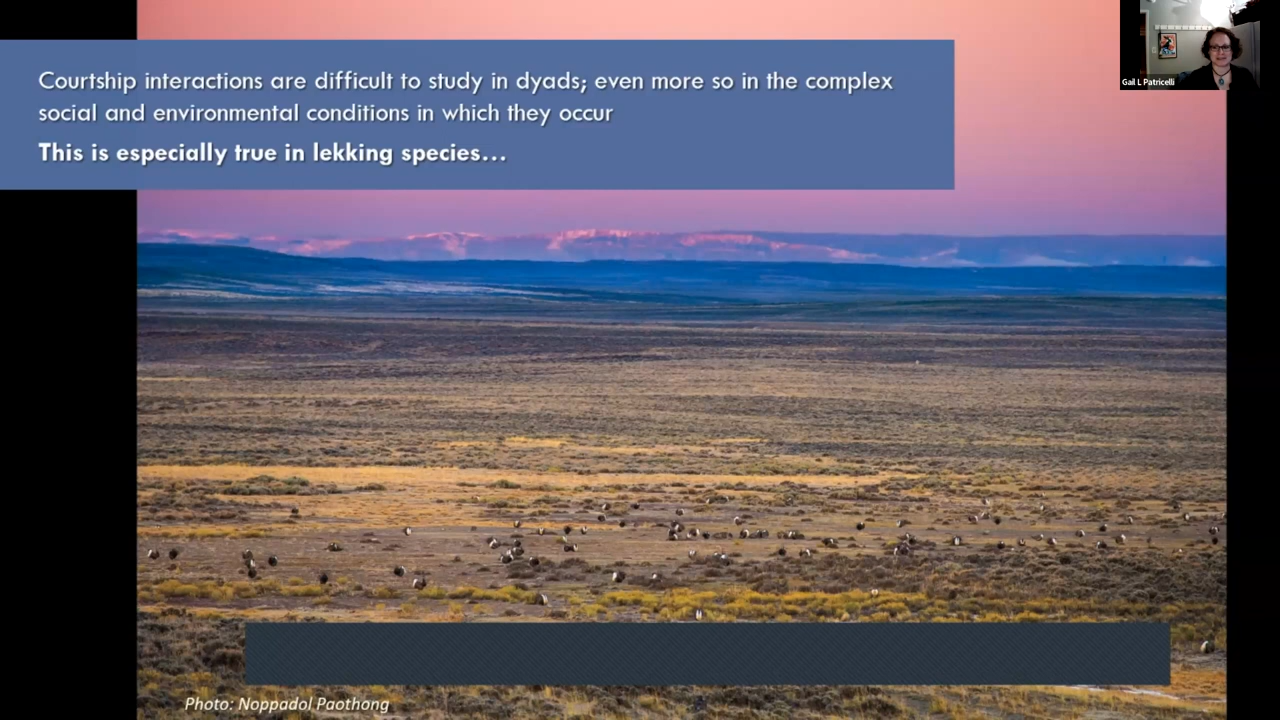 Courtship interactions are difficult to study in dyads; even more so in the complex
social and environmental conditions in which they occur
This is especially true in lekking species...
Gail L Patricelli
Photo: Noppadol Paothong